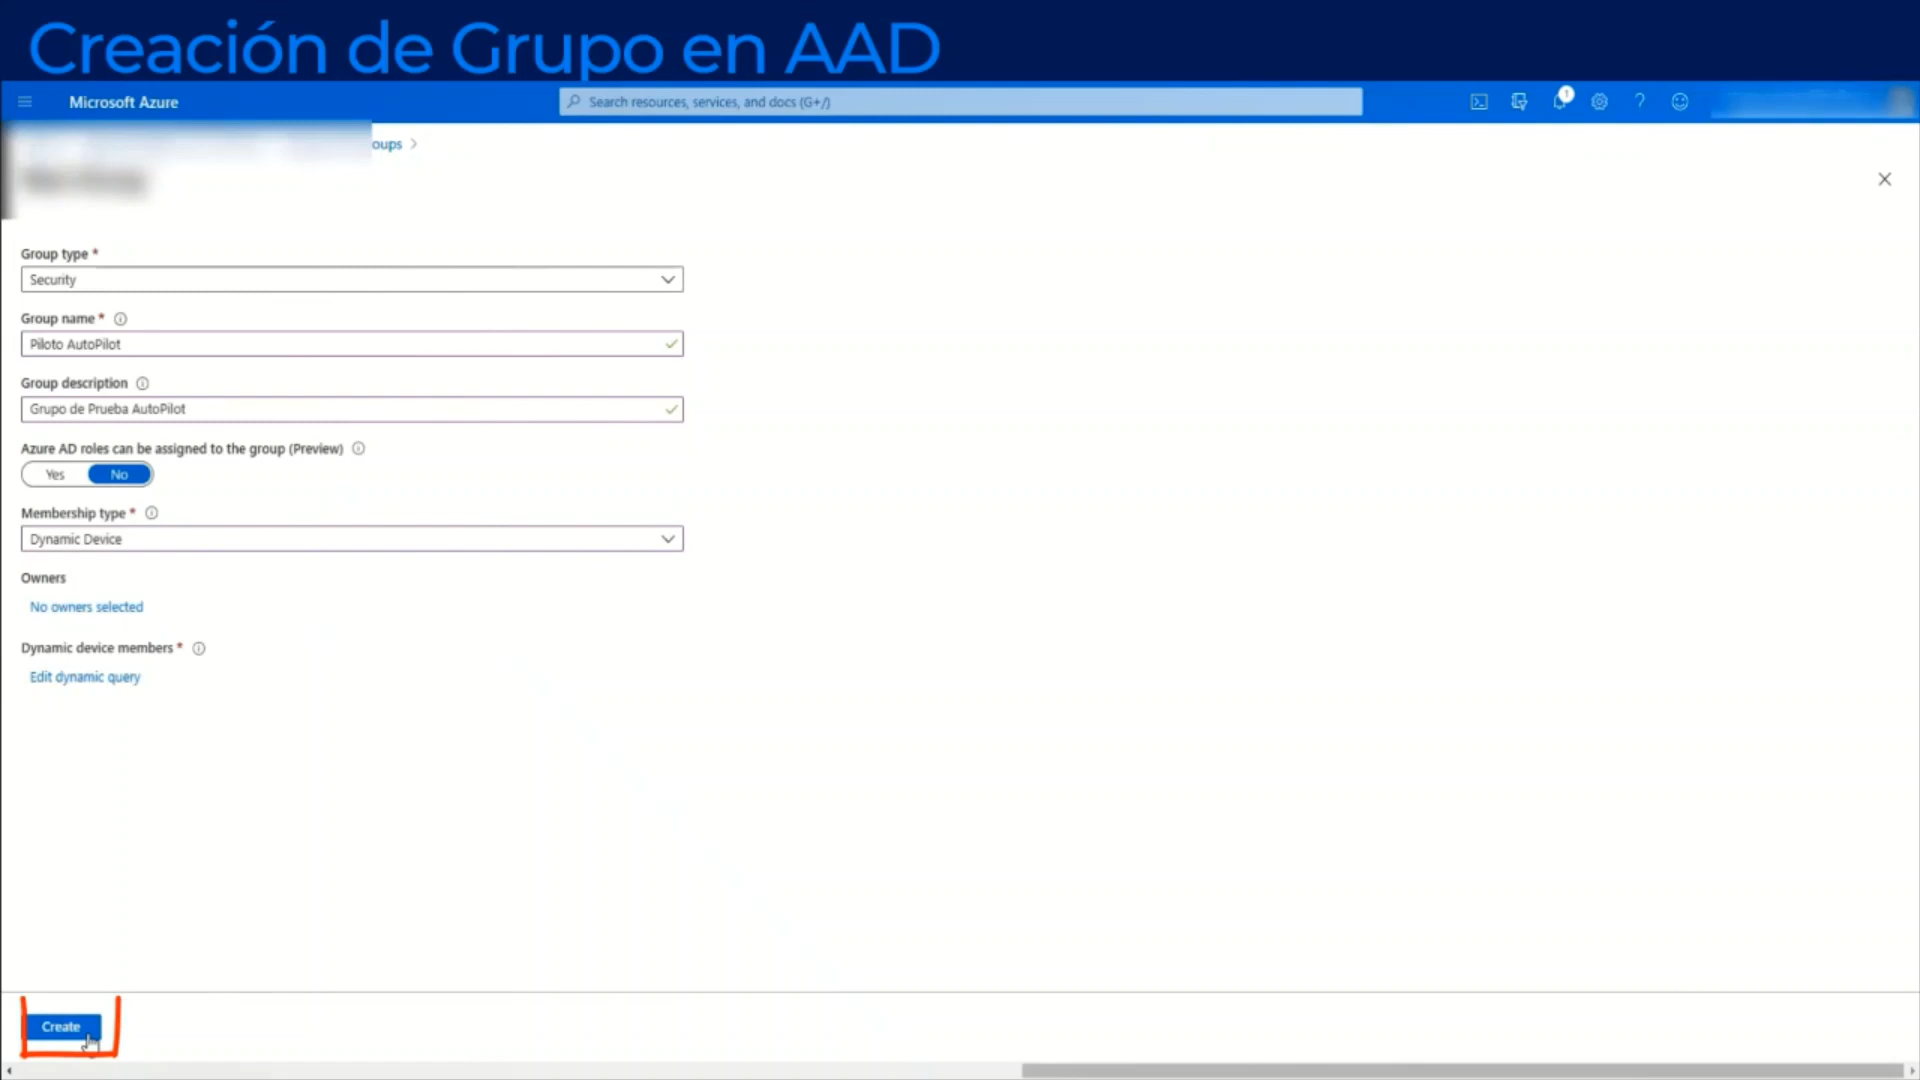 Creación de Grupo en AAD
Microsoft Azure
Search resources, services, and docs (G+/)
1
oups >
Group type *
Security
Group name *
Piloto AutoPilot
Group description
Grupo de Prueba AutoPilot
Azure AD roles can be assigned to the group (Preview)
Yes No
Membership type *
Dynamic Device
Owners
No owners selected
Dynamic device members *
Edit dynamic query
Create